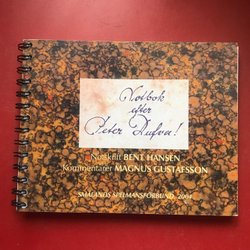 Notbok
efter
Peter Dufva!
Notskrift BENT HANSEN
Kommentarer MAGNUS GUSTAFSSON
SMÅLANDS SPELMANSFÖRBUND 2004